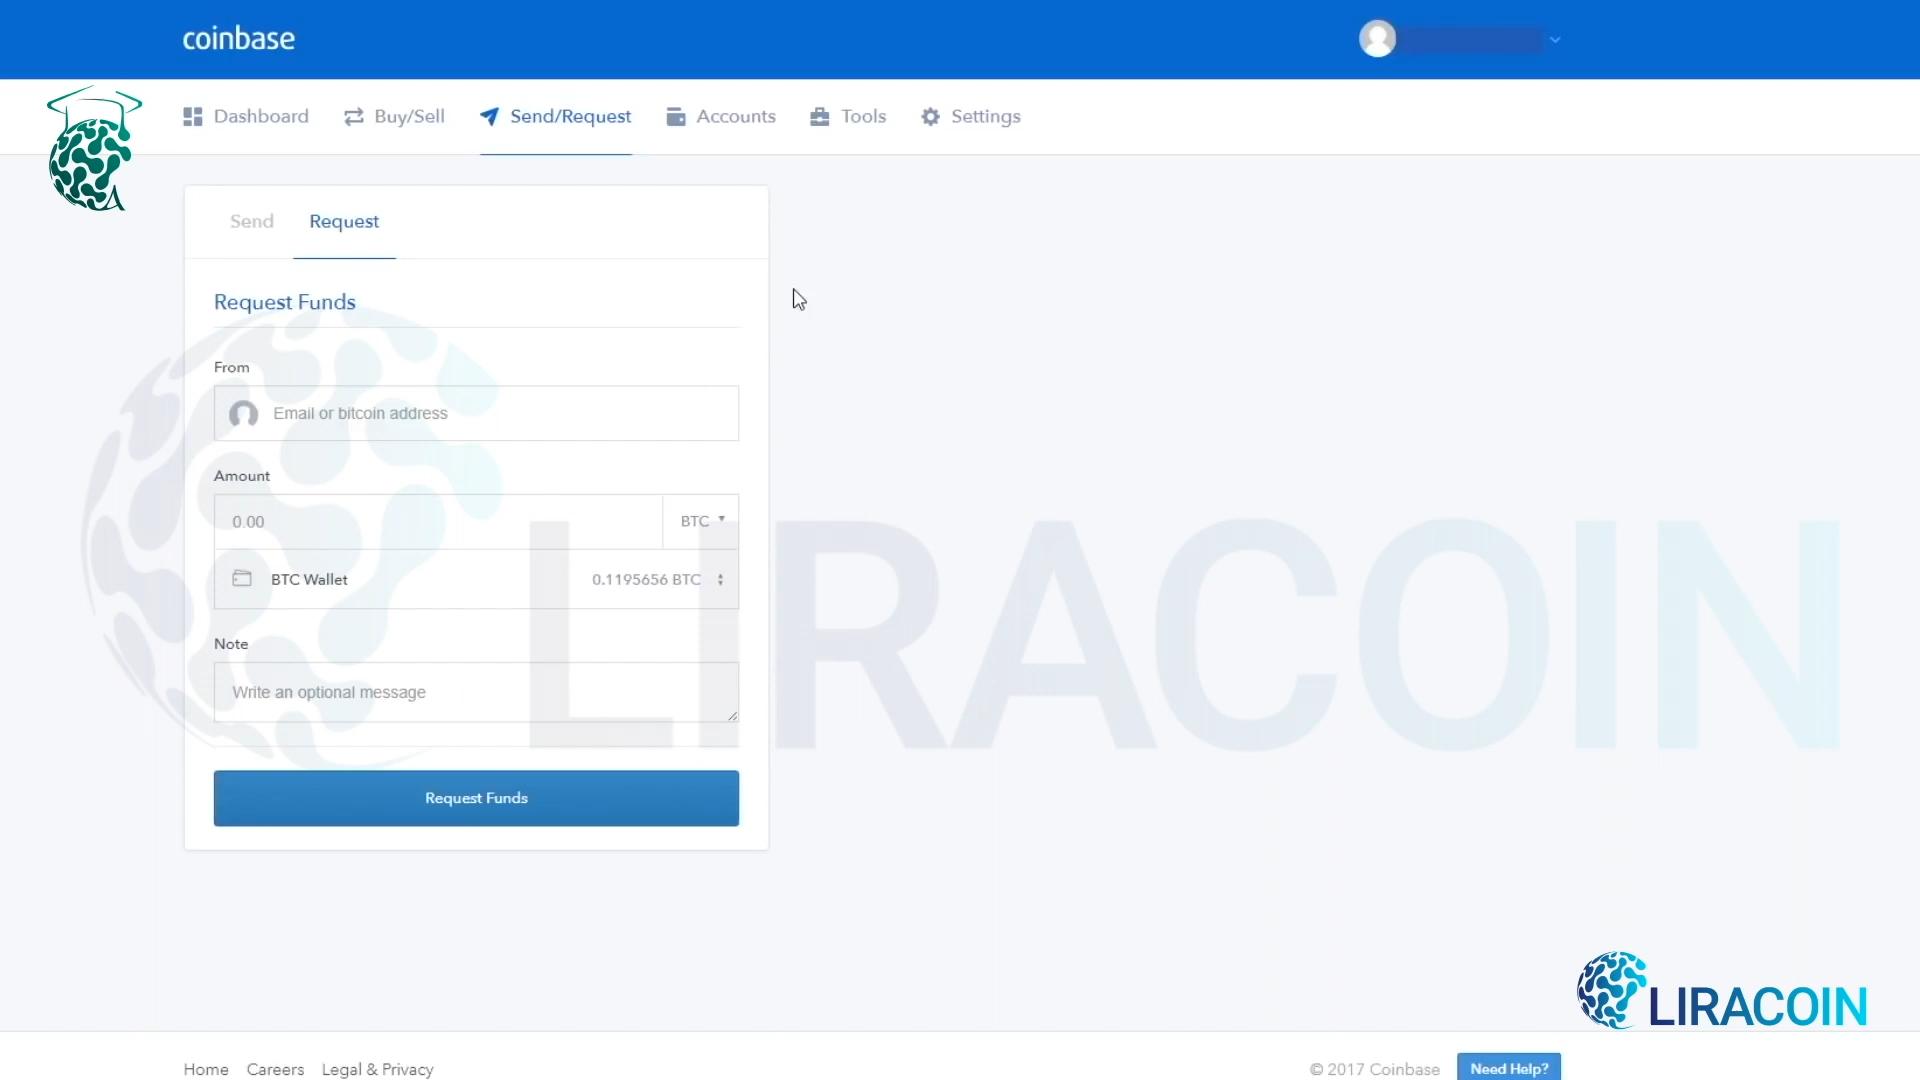 coinbase
Dashboard Buy/Sell Send/Request Accounts Tools Settings
Send Request
Request Funds
From
Email or bitcoin address
Amount
0.00 BTC
BTC Wallet 0.1195656 BTC
Note
Write an optional message
Request Funds
LIRACOIN
LIRACOIN
Home Careers Legal & Privacy © 2017 Coinbase Need Help?